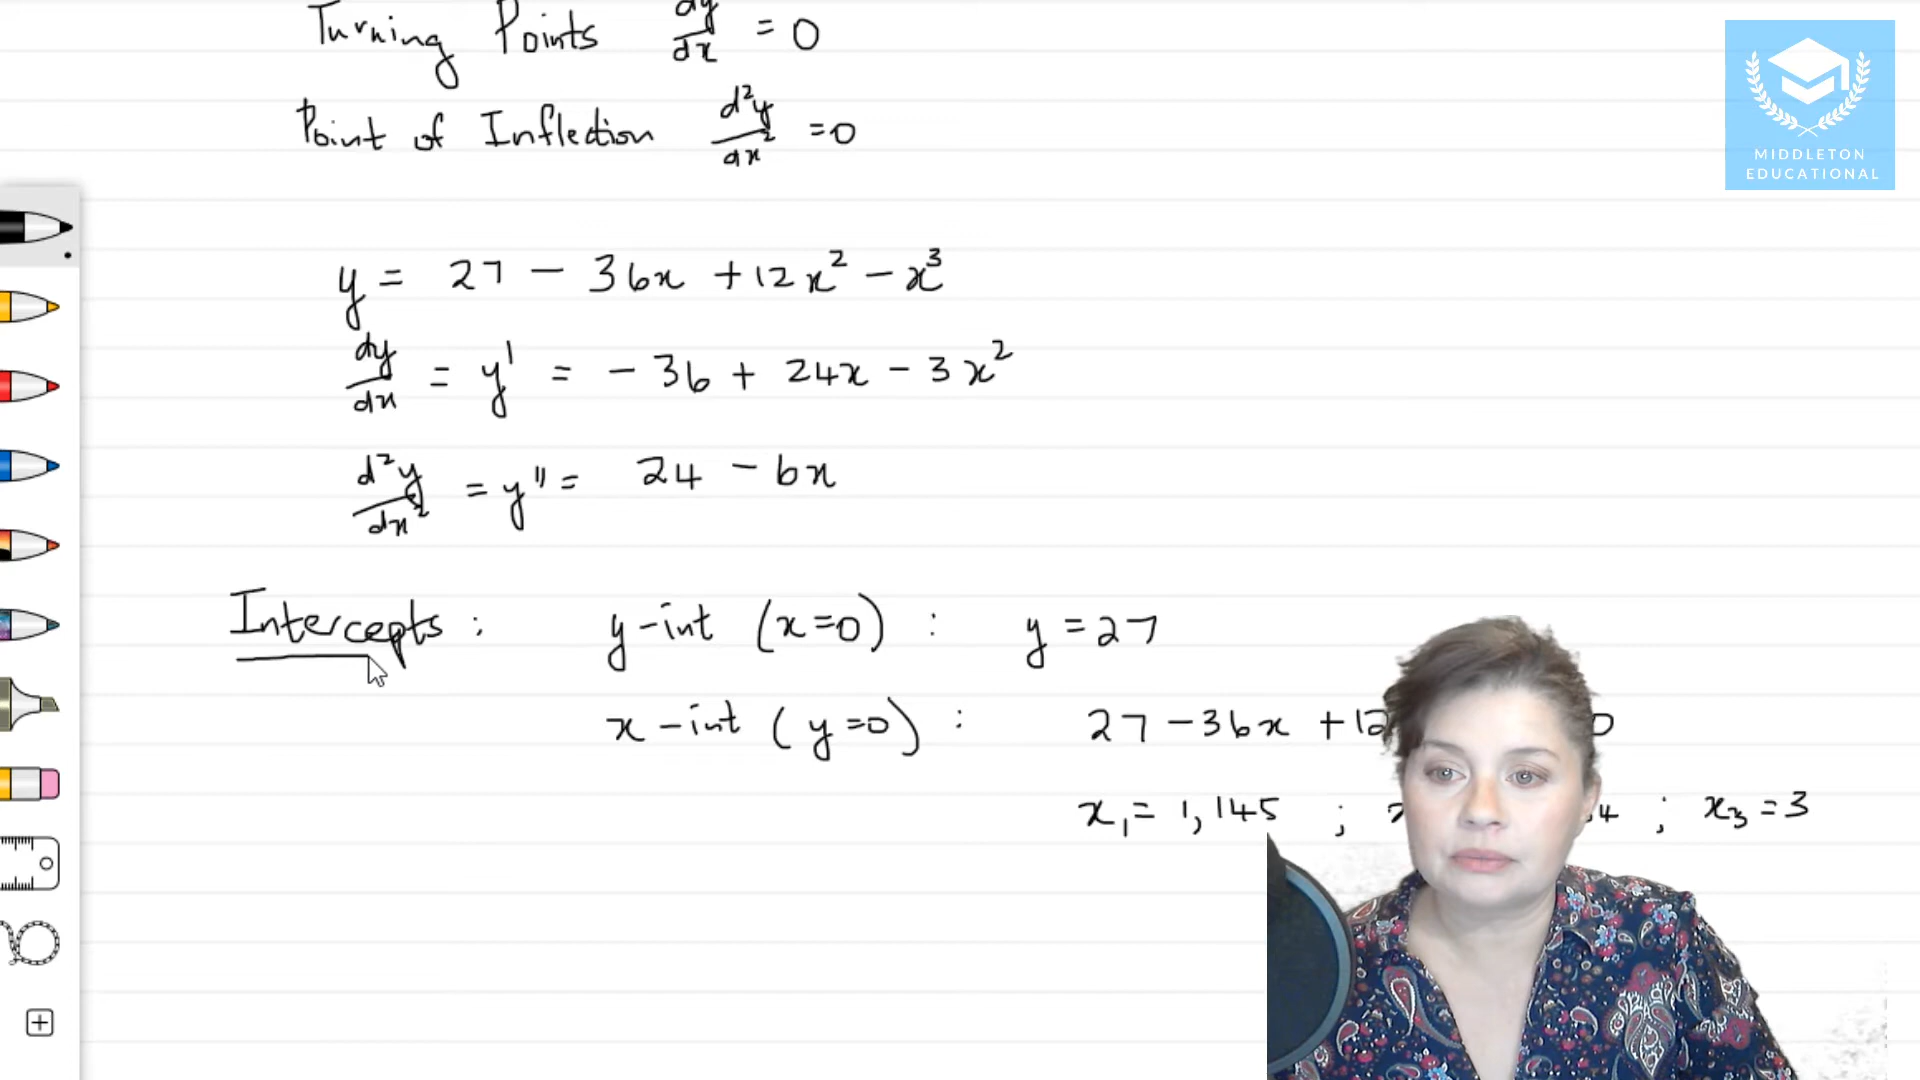 Turning Points dy/dx = 0
Point of Inflection d²y/dx² = 0
MIDDLETON
EDUCATIONAL
y = 27 - 36x + 12x² - x³
dy/dx = y' = - 36 + 24x - 3x²
d²y/dx² = y'' = 24 - 6x
Intercepts : y-int (x=0) : y = 27
x-int (y=0) : 27 - 36x + 12 0
x₁ = 1,145 ; 4 ; x₃ = 3